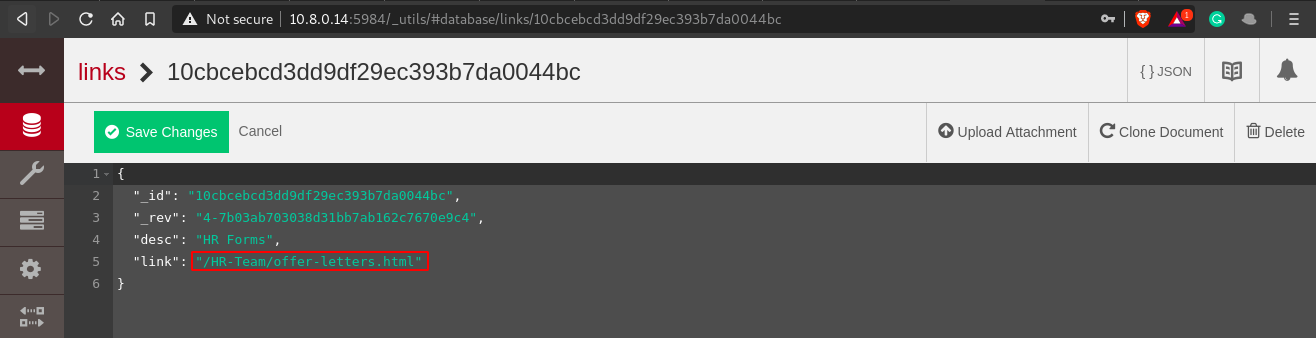 Not secure 10.8.0.14:5984/_utils/#database/links/10cbcebcd3dd9df29ec393b7da0044bc 1
links 10cbcebcd3dd9df29ec393b7da0044bc { } JSON
Save Changes Cancel Upload Attachment Clone Document Delete
1 {
2 "_id": "10cbcebcd3dd9df29ec393b7da0044bc",
3 "_rev": "4-7b03ab703038d31bb7ab162c7670e9c4",
4 "desc": "HR Forms",
5 "link": "/HR-Team/offer-letters.html"
6 }